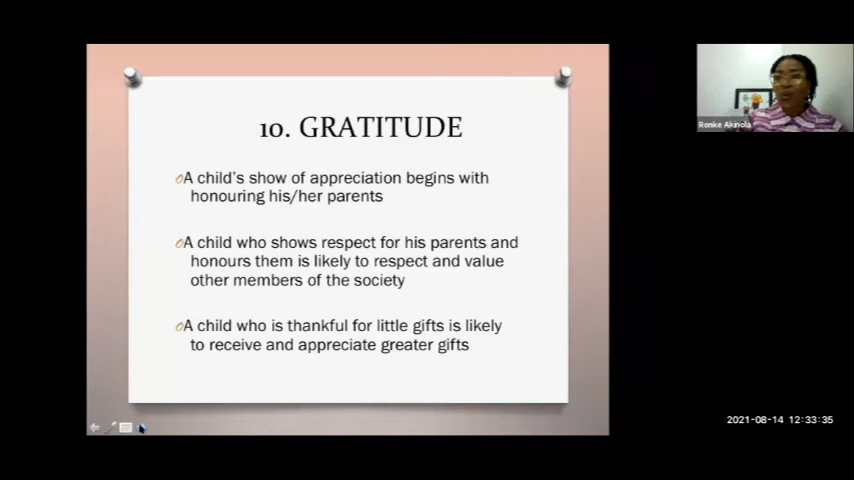 10. GRATITUDE
A child's show of appreciation begins with
honouring his/her parents
A child who shows respect for his parents and
honours them is likely to respect and value
other members of the society
A child who is thankful for little gifts is likely
to receive and appreciate greater gifts
Ronke Akinola
2021-08-14 12:33:35